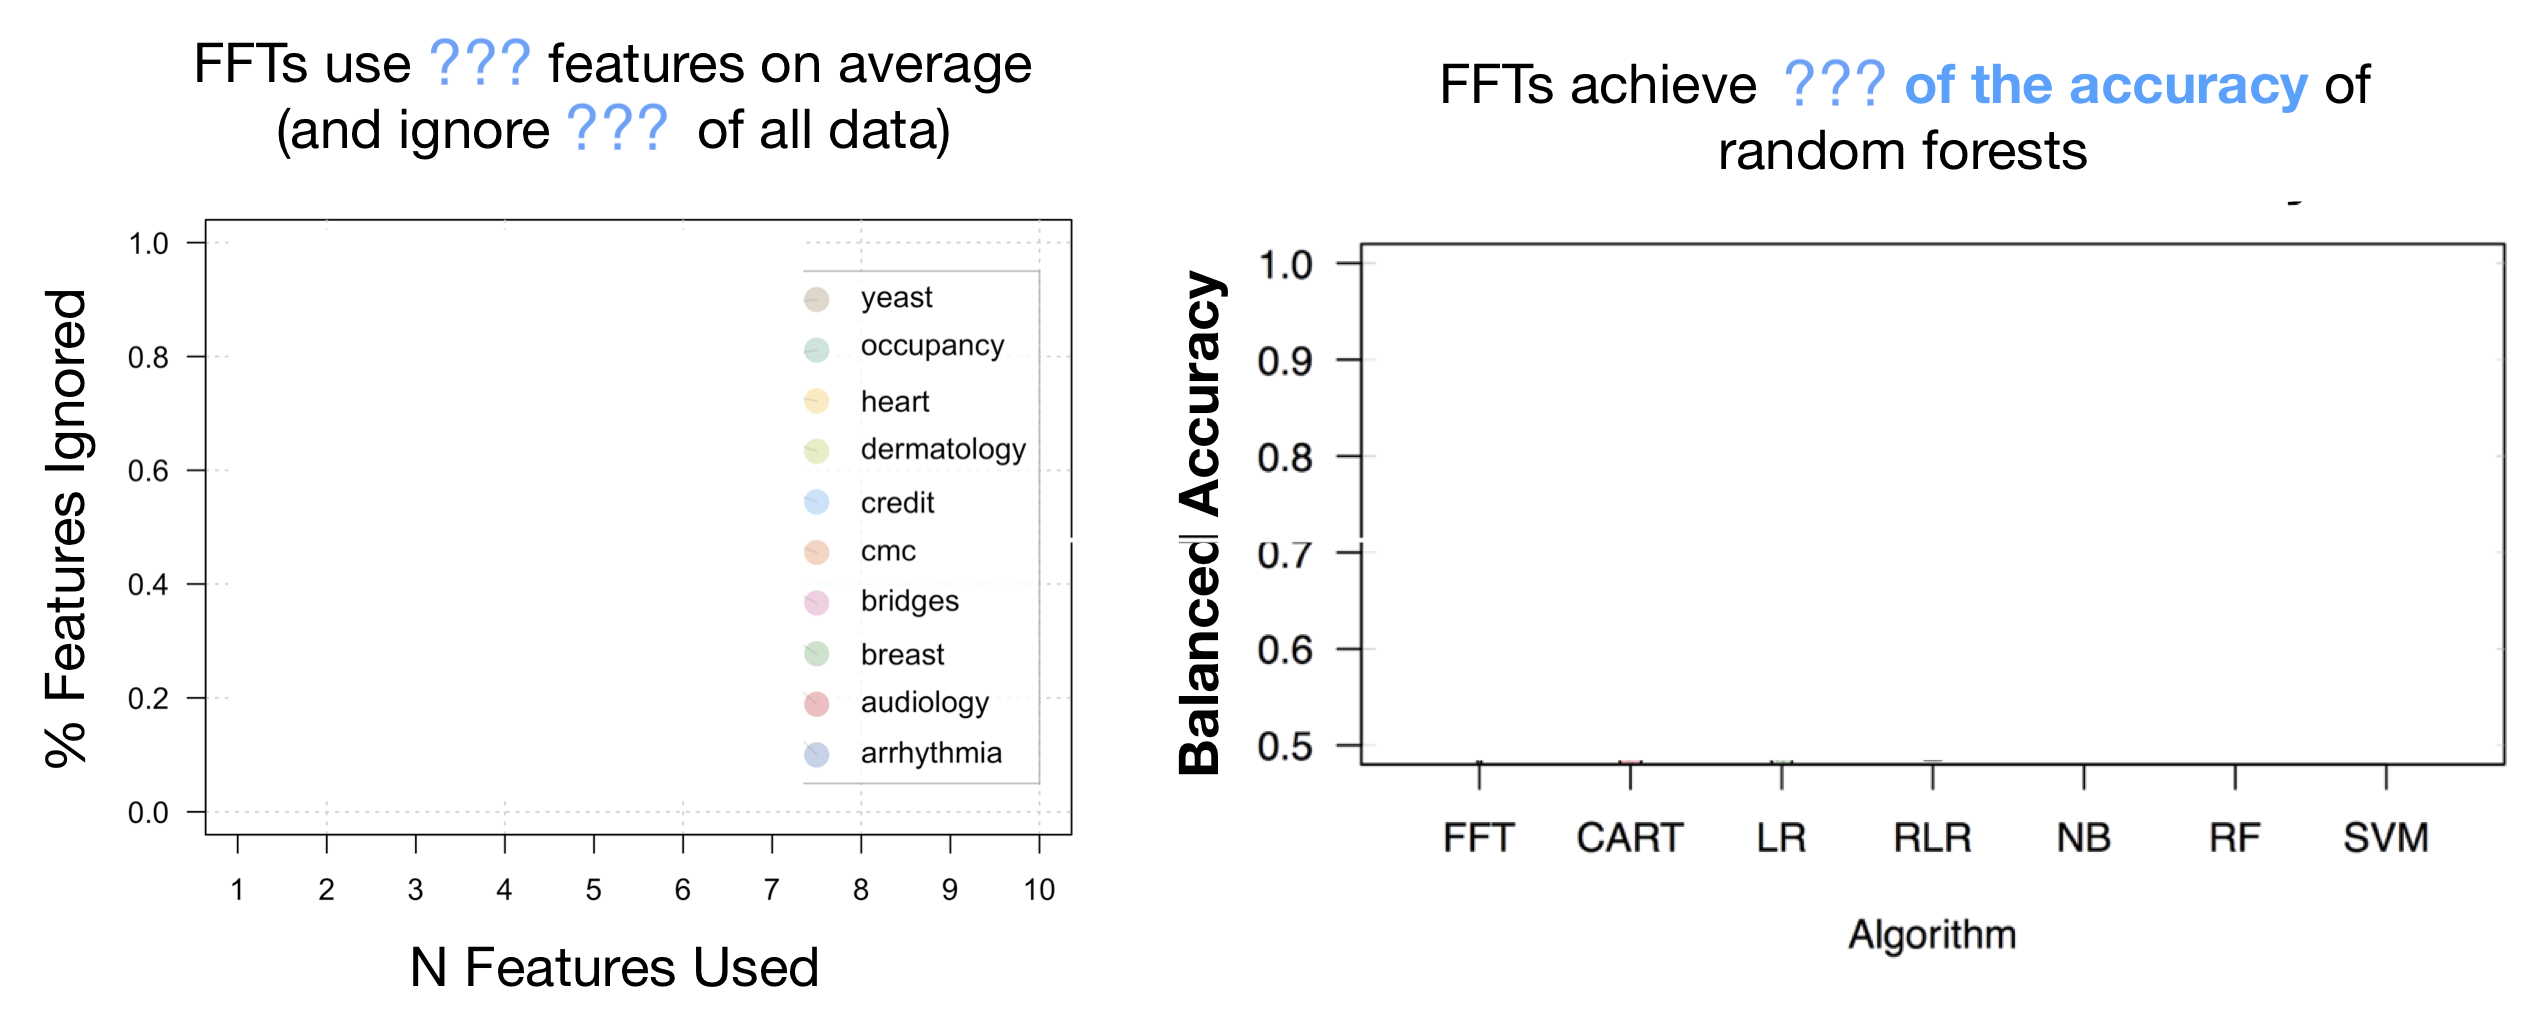 FFTs use ??? features on average
(and ignore ??? of all data)
% Features Ignored
1.0
0.8
0.6
0.4
0.2
0.0
yeast
occupancy
heart
dermatology
credit
cmc
bridges
breast
audiology
arrhythmia
1 2 3 4 5 6 7 8 9 10
N Features Used
FFTs achieve ??? of the accuracy of
random forests
Balanced Accuracy
1.0
0.9
0.8
0.7
0.6
0.5
FFT CART LR RLR NB RF SVM
Algorithm